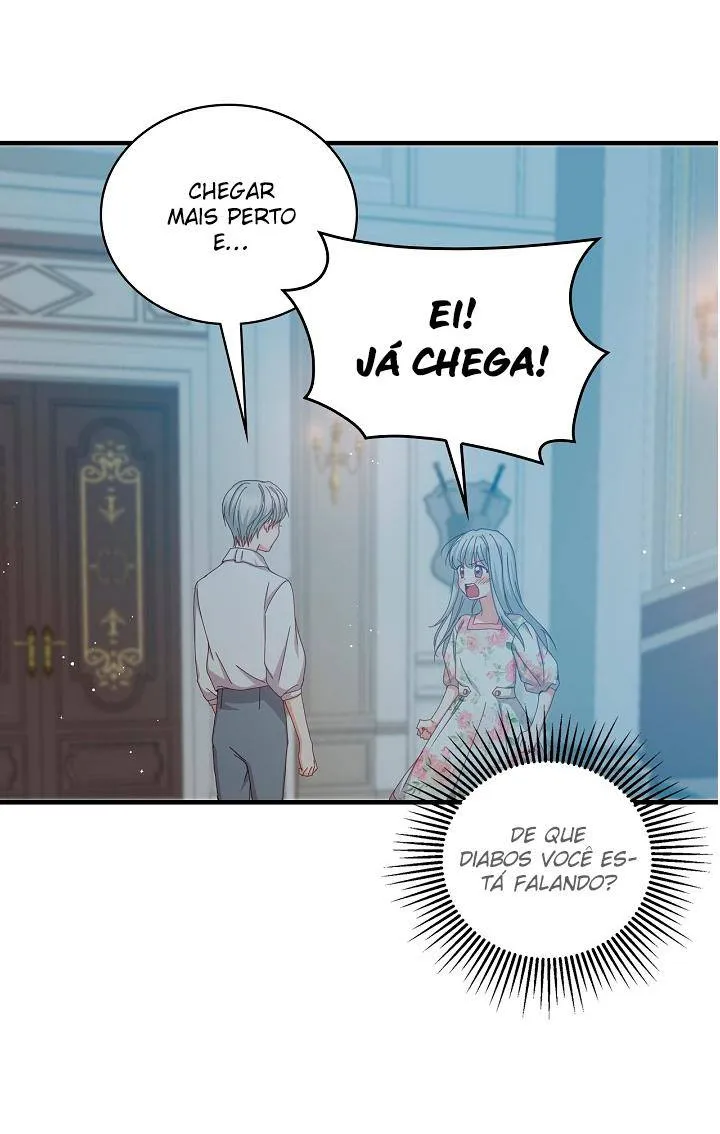 CHEGAR
MAIS PERTO
E...
EI!
JÁ CHEGA!
DE QUE
DIABOS VOCÊ ES-
TÁ FALANDO?